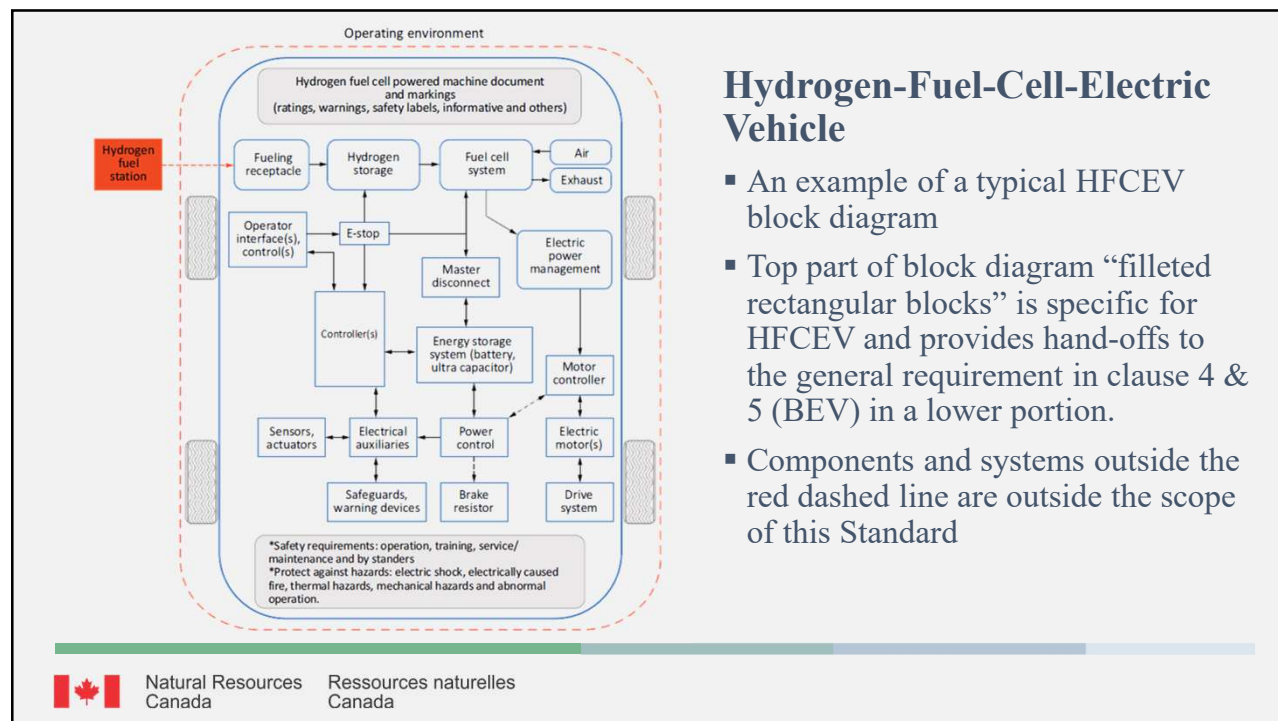 Operating environment
Hydrogen fuel cell powered machine document
and markings
(ratings, warnings, safety labels, informative and others)
Hydrogen
fuel
station
Fueling
receptacle
Hydrogen
storage
Fuel cell
system
Air
Exhaust
Operator
interface(s),
control(s)
E-stop
Electric
power
management
Master
disconnect
Controller(s)
Energy storage
system (battery,
ultra capacitor)
Motor
controller
Sensors,
actuators
Electrical
auxiliaries
Power
control
Electric
motor(s)
Safeguards,
warning devices
Brake
resistor
Drive
system
*Safety requirements: operation, training, service/
maintenance and by standers
*Protect against hazards: electric shock, electrically caused
fire, thermal hazards, mechanical hazards and abnormal
operation.
Hydrogen-Fuel-Cell-Electric
Vehicle
▪ An example of a typical HFCEV
block diagram
▪ Top part of block diagram “filleted
rectangular blocks” is specific for
HFCEV and provides hand-offs to
the general requirement in clause 4 &
5 (BEV) in a lower portion.
▪ Components and systems outside the
red dashed line are outside the scope
of this Standard
Natural Resources
Canada
Ressources naturelles
Canada